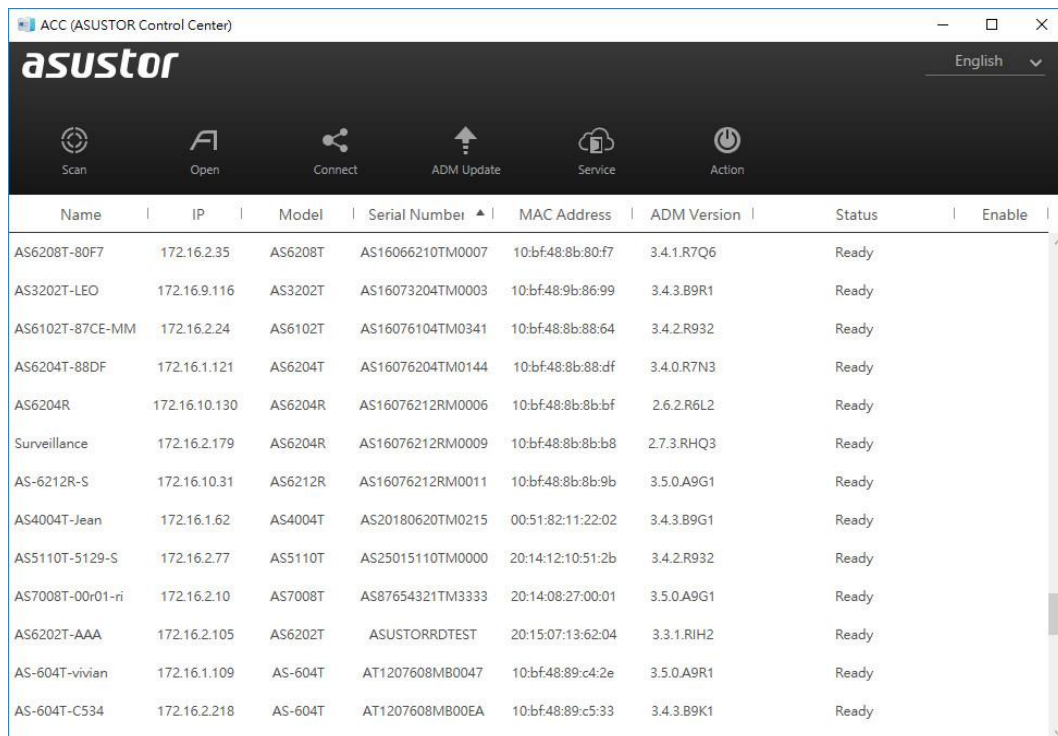 ACC (ASUSTOR Control Center)
asustor
English
Scan Open Connect ADM Update Service Action
Name IP Model Serial Number MAC Address ADM Version Status Enable
AS6208T-80F7 172.16.2.35 AS6208T AS16066210TM0007 10:bf:48:8b:80:f7 3.4.1.R7Q6 Ready
AS3202T-LEO 172.16.9.116 AS3202T AS16073204TM0003 10:bf:48:9b:86:99 3.4.3.B9R1 Ready
AS6102T-87CE-MM 172.16.2.24 AS6102T AS16076104TM0341 10:bf:48:8b:88:64 3.4.2.R932 Ready
AS6204T-88DF 172.16.1.121 AS6204T AS16076204TM0144 10:bf:48:8b:88:df 3.4.0.R7N3 Ready
AS6204R 172.16.10.130 AS6204R AS16076212RM0006 10:bf:48:8b:8b:bf 2.6.2.R6L2 Ready
Surveillance 172.16.2.179 AS6204R AS16076212RM0009 10:bf:48:8b:8b:b8 2.7.3.RHQ3 Ready
AS-6212R-S 172.16.10.31 AS6212R AS16076212RM0011 10:bf:48:8b:8b:9b 3.5.0.A9G1 Ready
AS4004T-Jean 172.16.1.62 AS4004T AS20180620TM0215 00:51:82:11:22:02 3.4.3.B9G1 Ready
AS5110T-5129-S 172.16.2.77 AS5110T AS25015110TM0000 20:14:12:10:51:2b 3.4.2.R932 Ready
AS7008T-00r01-ri 172.16.2.10 AS7008T AS87654321TM3333 20:14:08:27:00:01 3.5.0.A9G1 Ready
AS6202T-AAA 172.16.2.105 AS6202T ASUSTORRDTEST 20:15:07:13:62:04 3.3.1.RIH2 Ready
AS-604T-vivian 172.16.1.109 AS-604T AT1207608MB0047 10:bf:48:89:c4:2e 3.5.0.A9R1 Ready
AS-604T-C534 172.16.2.218 AS-604T AT1207608MB00EA 10:bf:48:89:c5:33 3.4.3.B9K1 Ready